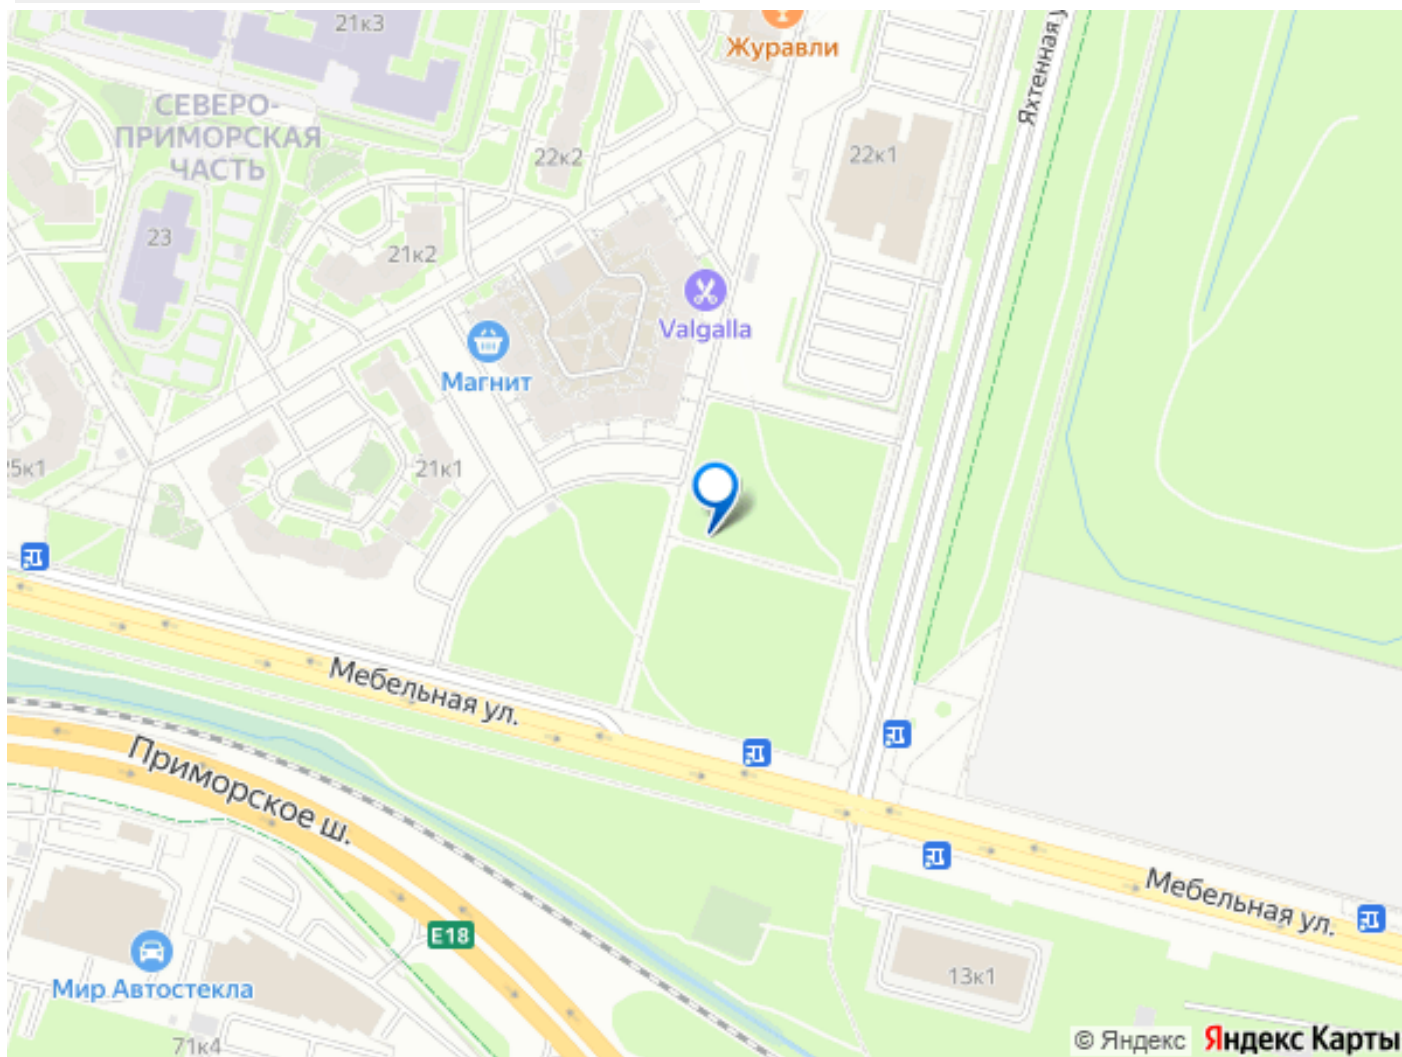 21к3
Журавли
Яхтенная у
СЕВЕРО-
ПРИМОРСКАЯ
ЧАСТЬ
22к2
22к1
23
21к2
Valgalla
Магнит
5к1
21к1
Мебельная ул.
Приморское ш.
Мебельная ул.
E18
Мир Автостекла
13к1
71к4
© Яндекс Яндекс Карты